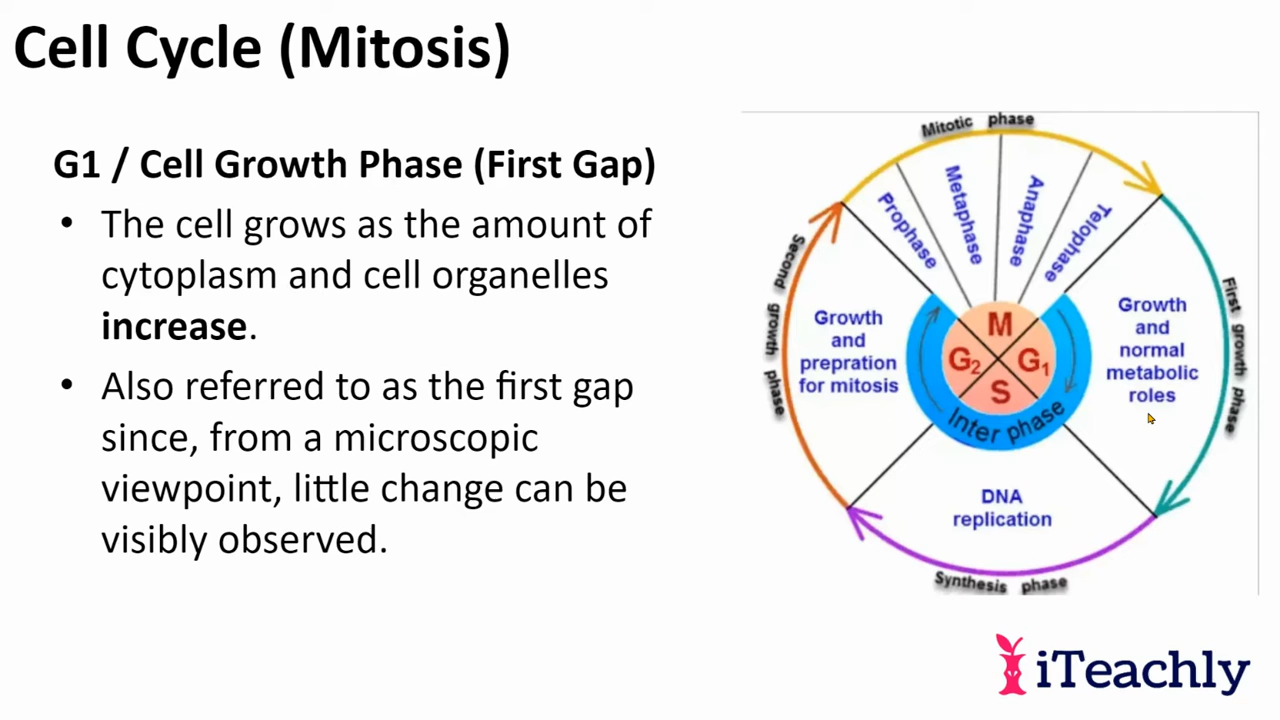 Cell Cycle (Mitosis)
G1 / Cell Growth Phase (First Gap)
• The cell grows as the amount of
cytoplasm and cell organelles
increase.
• Also referred to as the first gap
since, from a microscopic
viewpoint, little change can be
visibly observed.
Mitotic phase
Prophase
Metaphase
Anaphase
Telophase
Second growth phase
First growth phase
Growth
and
prepration
for mitosis
M
G2
G1
S
Inter phase
Growth
and
normal
metabolic
roles
DNA
replication
Synthesis phase
iTeachly